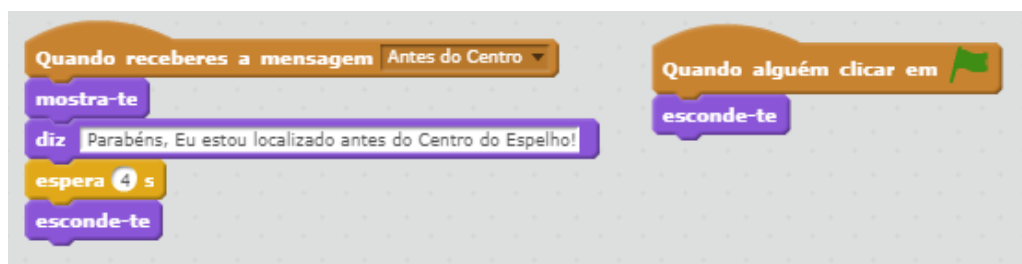 Quando receberes a mensagem Antes do Centro
mostra-te
diz Parabéns, Eu estou localizado antes do Centro do Espelho!
espera 4 s
esconde-te
Quando alguém clicar em
esconde-te